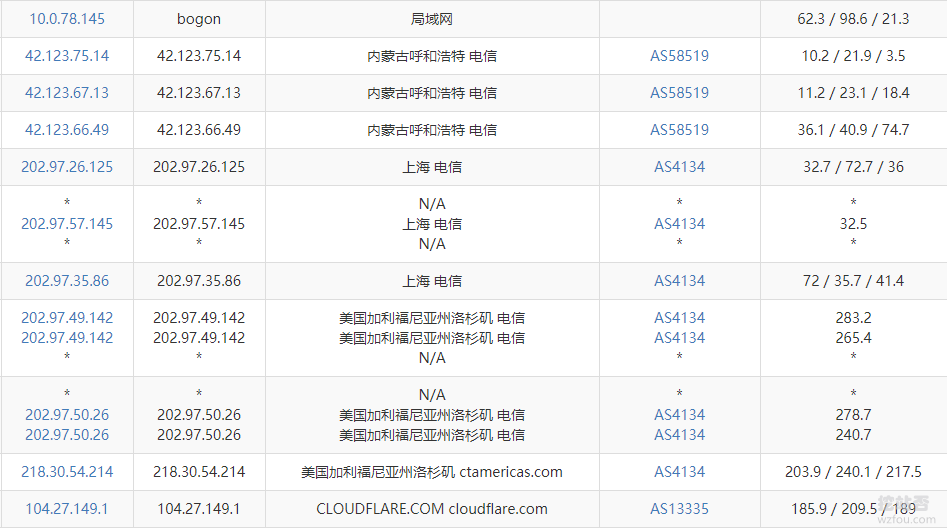 10.0.78.145 bogon 局域网 62.3 / 98.6 / 21.3
42.123.75.14 42.123.75.14 内蒙古呼和浩特 电信 AS58519 10.2 / 21.9 / 3.5
42.123.67.13 42.123.67.13 内蒙古呼和浩特 电信 AS58519 11.2 / 23.1 / 18.4
42.123.66.49 42.123.66.49 内蒙古呼和浩特 电信 AS58519 36.1 / 40.9 / 74.7
202.97.26.125 202.97.26.125 上海 电信 AS4134 32.7 / 72.7 / 36
* * N/A * *
202.97.57.145 202.97.57.145 上海 电信 AS4134 32.5
* * N/A * *
202.97.35.86 202.97.35.86 上海 电信 AS4134 72 / 35.7 / 41.4
202.97.49.142 202.97.49.142 美国加利福尼亚州洛杉矶 电信 AS4134 283.2
202.97.49.142 202.97.49.142 美国加利福尼亚州洛杉矶 电信 AS4134 265.4
* * N/A * *
* * N/A * *
202.97.50.26 202.97.50.26 美国加利福尼亚州洛杉矶 电信 AS4134 278.7
202.97.50.26 202.97.50.26 美国加利福尼亚州洛杉矶 电信 AS4134 240.7
218.30.54.214 218.30.54.214 美国加利福尼亚州洛杉矶 ctamericas.com AS4134 203.9 / 240.1 / 217.5
104.27.149.1 104.27.149.1 CLOUDFLARE.COM cloudflare.com AS13335 185.9 / 209.5 / 189
挖站否
wzfou.com